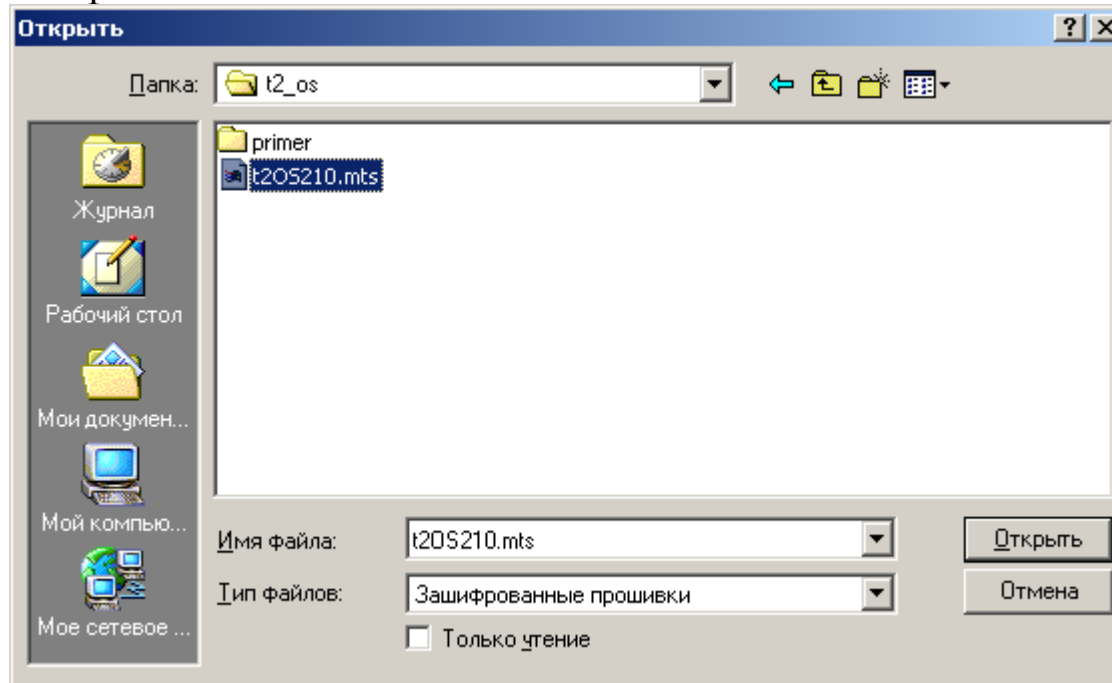 Открыть
Папка: t2_os
primer
t2OS210.mts
Журнал
Рабочий стол
Мои докумен...
Мой компью...
Мое сетевое ...
Имя файла: t2OS210.mts Открыть
Тип файлов: Зашифрованные прошивки Отмена
Только чтение